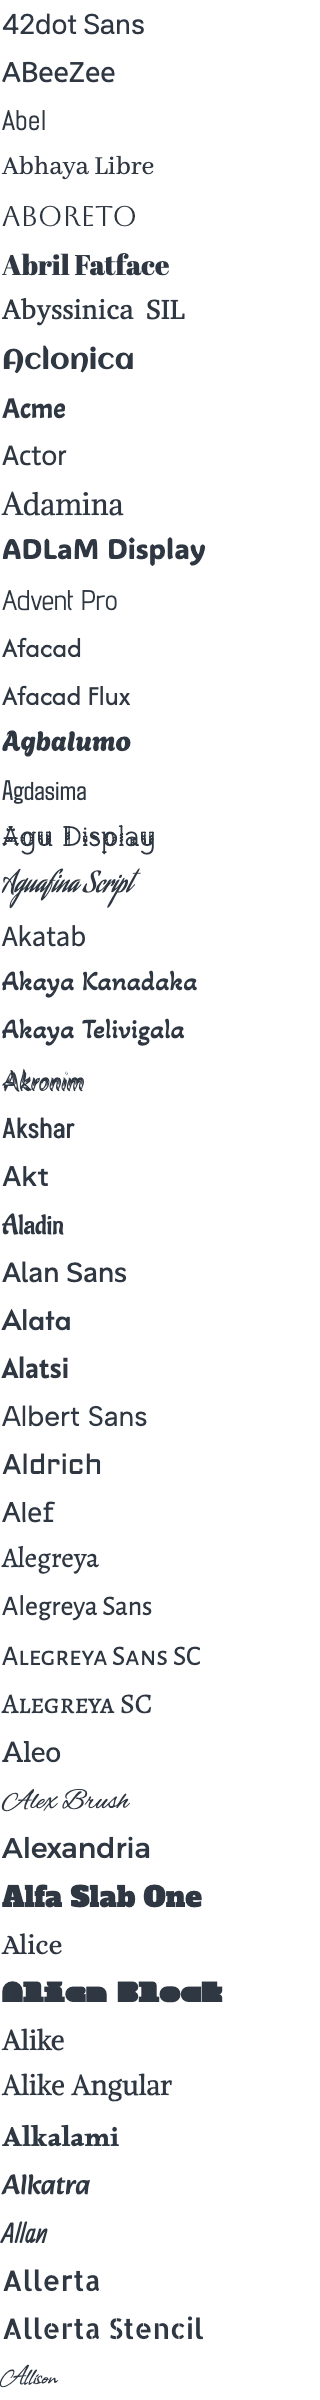 42dot Sans
ABeeZee
Abel
Abhaya Libre
ABORETO
Abril Fatface
Abyssinica SIL
Aclonica
Acme
Actor
Adamina
ADLaM Display
Advent Pro
Afacad
Afacad Flux
Agbalumo
Agdasima
Agu Display
Aguafina Script
Akatab
Akaya Kanadaka
Akaya Telivigala
Akronim
Akshar
Akt
Aladin
Alan Sans
Alata
Alatsi
Albert Sans
Aldrich
Alef
Alegreya
Alegreya Sans
Alegreya Sans SC
Alegreya SC
Aleo
Alex Brush
Alexandria
Alfa Slab One
Alice
Alien Block
Alike
Alike Angular
Alkalami
Alkatra
Allan
Allerta
Allerta Stencil
Allison